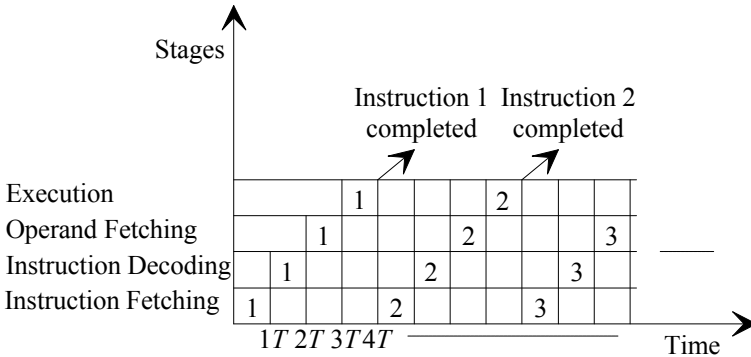 Stages
Instruction 1 Instruction 2
completed completed
Execution 1 2
Operand Fetching 1 2 3
Instruction Decoding 1 2 3
Instruction Fetching 1 2 3
1T 2T 3T 4T
Time